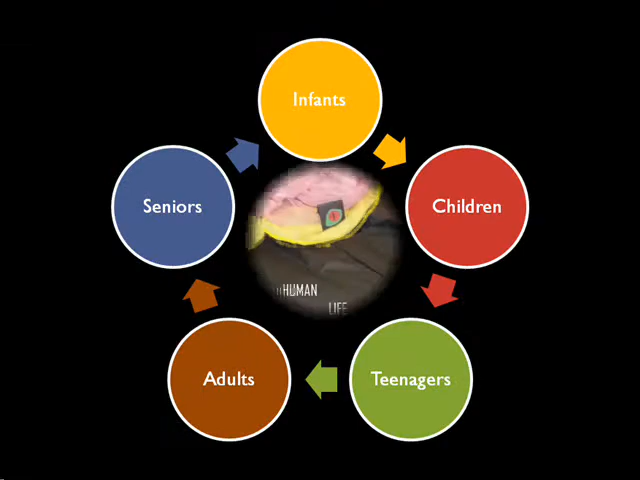 Infants
Children
Teenagers
Adults
Seniors
HUMAN
LIFE